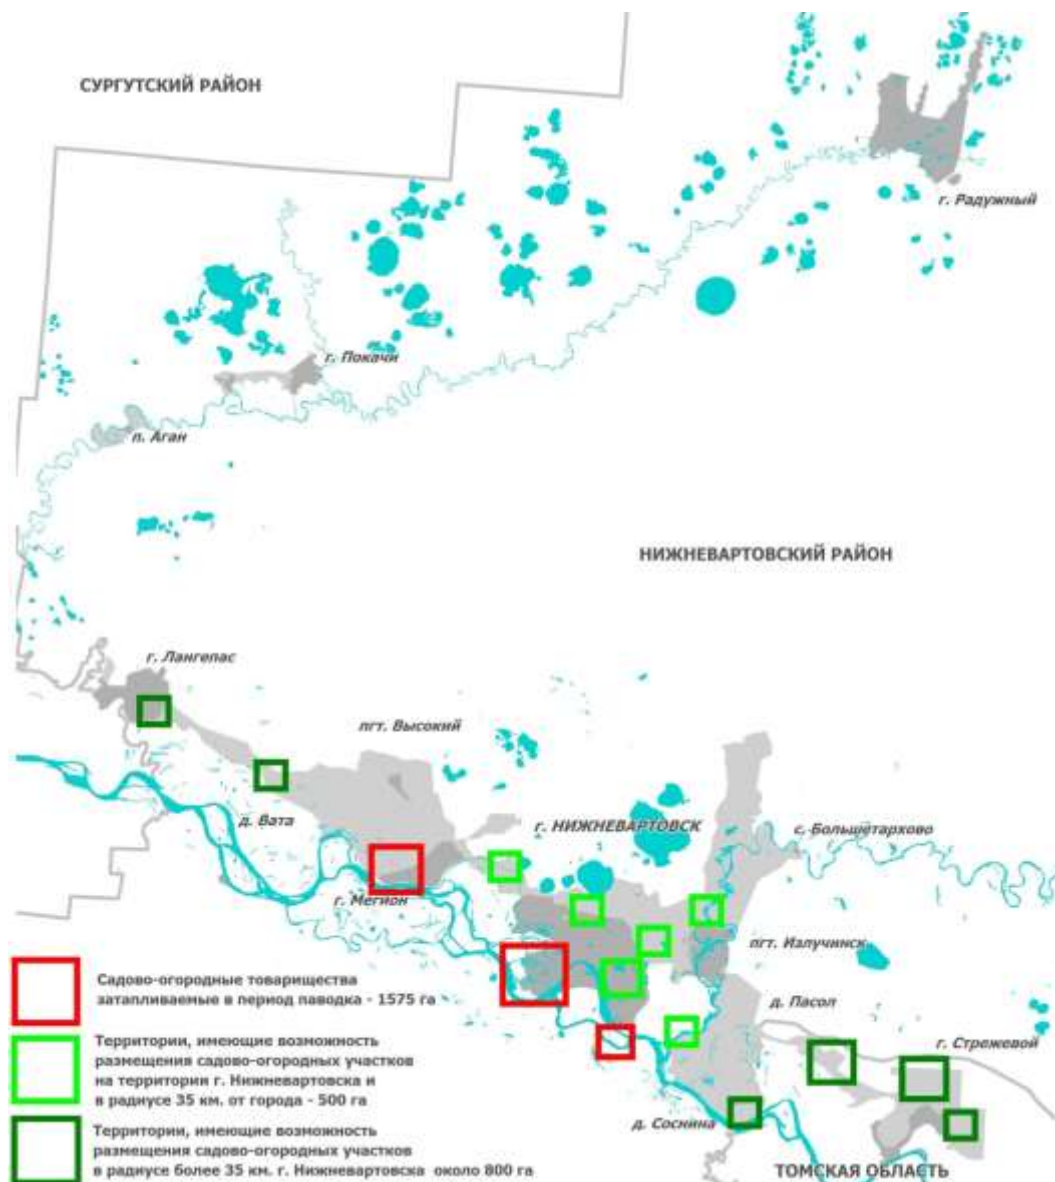 СУРГУТСКИЙ РАЙОН
г. Радужный
г. Покачи
п. Аган
НИЖНЕВАРТОВСКИЙ РАЙОН
г. Лангепас
пгт. Высокий
д. Вата
г. НИЖНЕВАРТОВСК
с. Большетархово
г. Мегион
пгт. Излучинск
д. Пасол
г. Стрежевой
д. Соснина
ТОМСКАЯ ОБЛАСТЬ
Садово-огородные товарищества
затапливаемые в период паводка - 1575 га
Территории, имеющие возможность
размещения садово-огородных участков
на территории г. Нижневартовска и
в радиусе 35 км. от города - 500 га
Территории, имеющие возможность
размещения садово-огородных участков
в радиусе более 35 км. г. Нижневартовска около 800 га